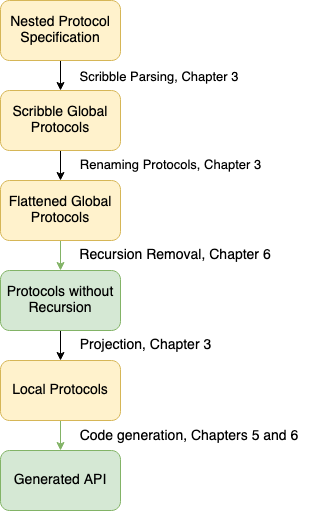 Nested Protocol
Specification
Scribble Parsing, Chapter 3
Scribble Global
Protocols
Renaming Protocols, Chapter 3
Flattened Global
Protocols
Recursion Removal, Chapter 6
Protocols without
Recursion
Projection, Chapter 3
Local Protocols
Code generation, Chapters 5 and 6
Generated API